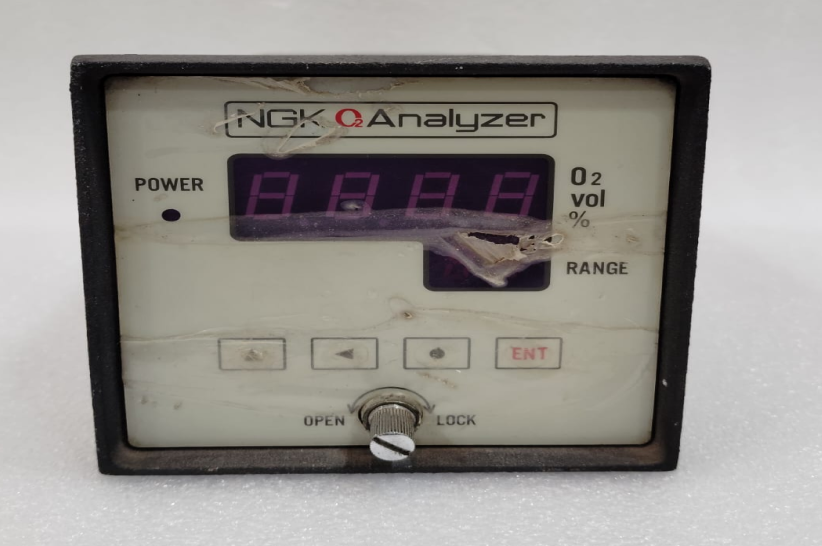 NGK O2 Analyzer
POWER
O2
vol
%
RANGE
ENT
OPEN LOCK